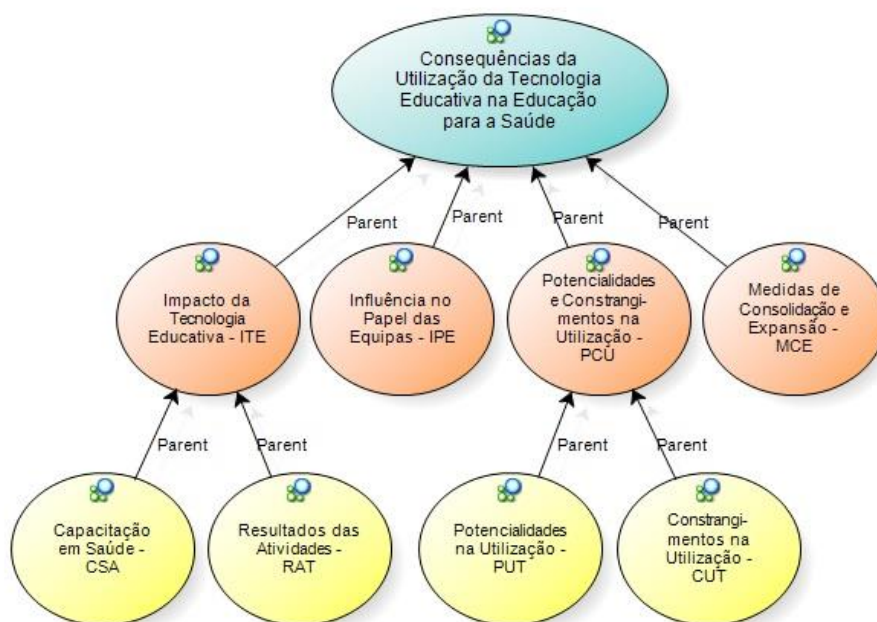 Consequências da
Utilização da Tecnologia
Educativa na Educação
para a Saúde
Parent
Parent
Parent
Parent
Impacto da
Tecnologia
Educativa - ITE
Influência no
Papel das
Equipas - IPE
Potencialidades
e Constrangi-
mentos na
Utilização -
PCU
Medidas de
Consolidação e
Expansão -
MCE
Parent
Parent
Parent
Parent
Capacitação
em Saúde -
CSA
Resultados das
Atividades -
RAT
Potencialidades
na Utilização -
PUT
Constrangi-
mentos na
Utilização -
CUT